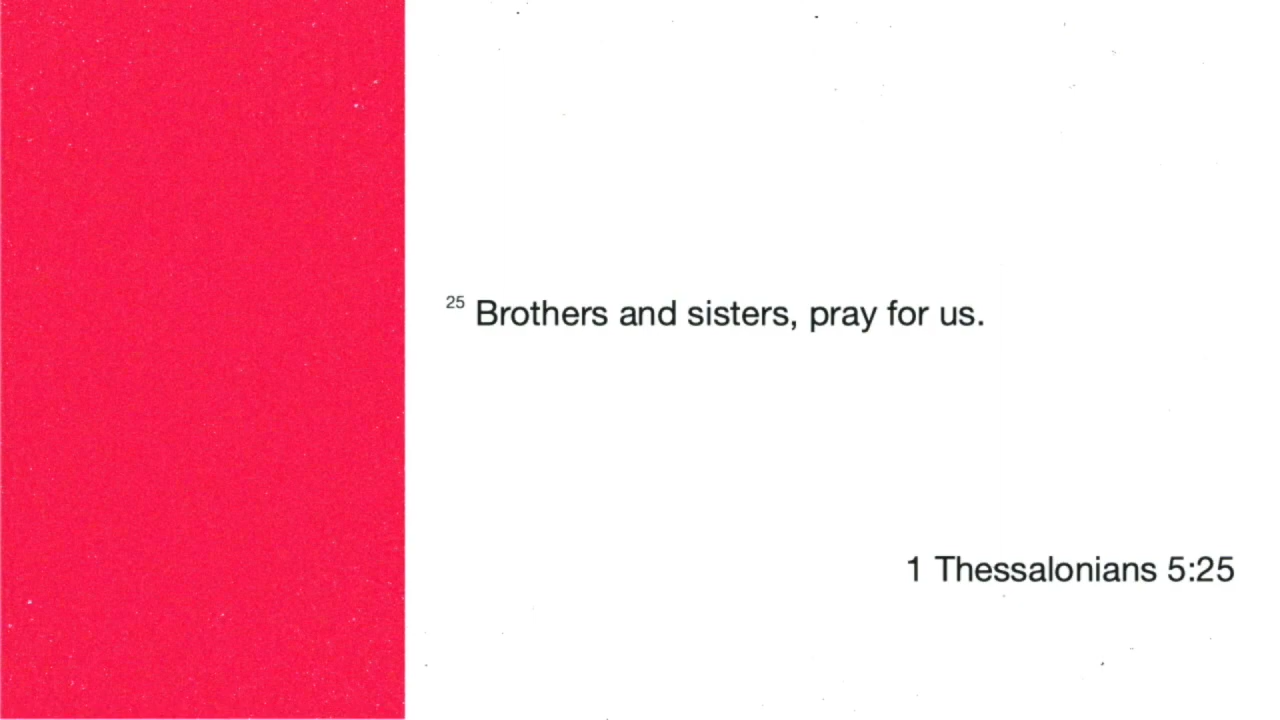 25 Brothers and sisters, pray for us.
1 Thessalonians 5:25